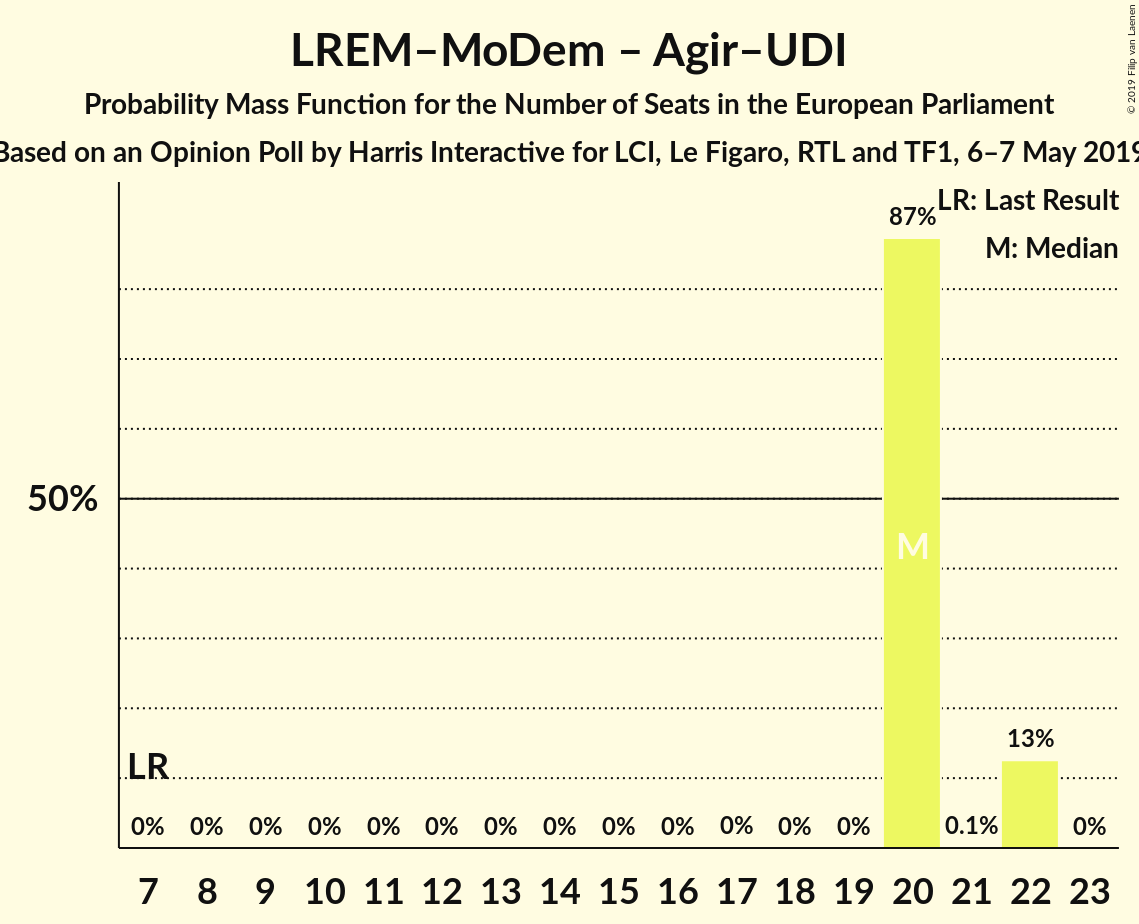 LREM–MoDem – Agir–UDI
Probability Mass Function for the Number of Seats in the European Parliament
Based on an Opinion Poll by Harris Interactive for LCI, Le Figaro, RTL and TF1, 6–7 May 2019
© 2019 Filip van Laenen
LR: Last Result
M: Median
87%
50%
M
13%
LR
0% 0% 0% 0% 0% 0% 0% 0% 0% 0% 0% 0% 0% 0.1% 0%
7 8 9 10 11 12 13 14 15 16 17 18 19 20 21 22 23